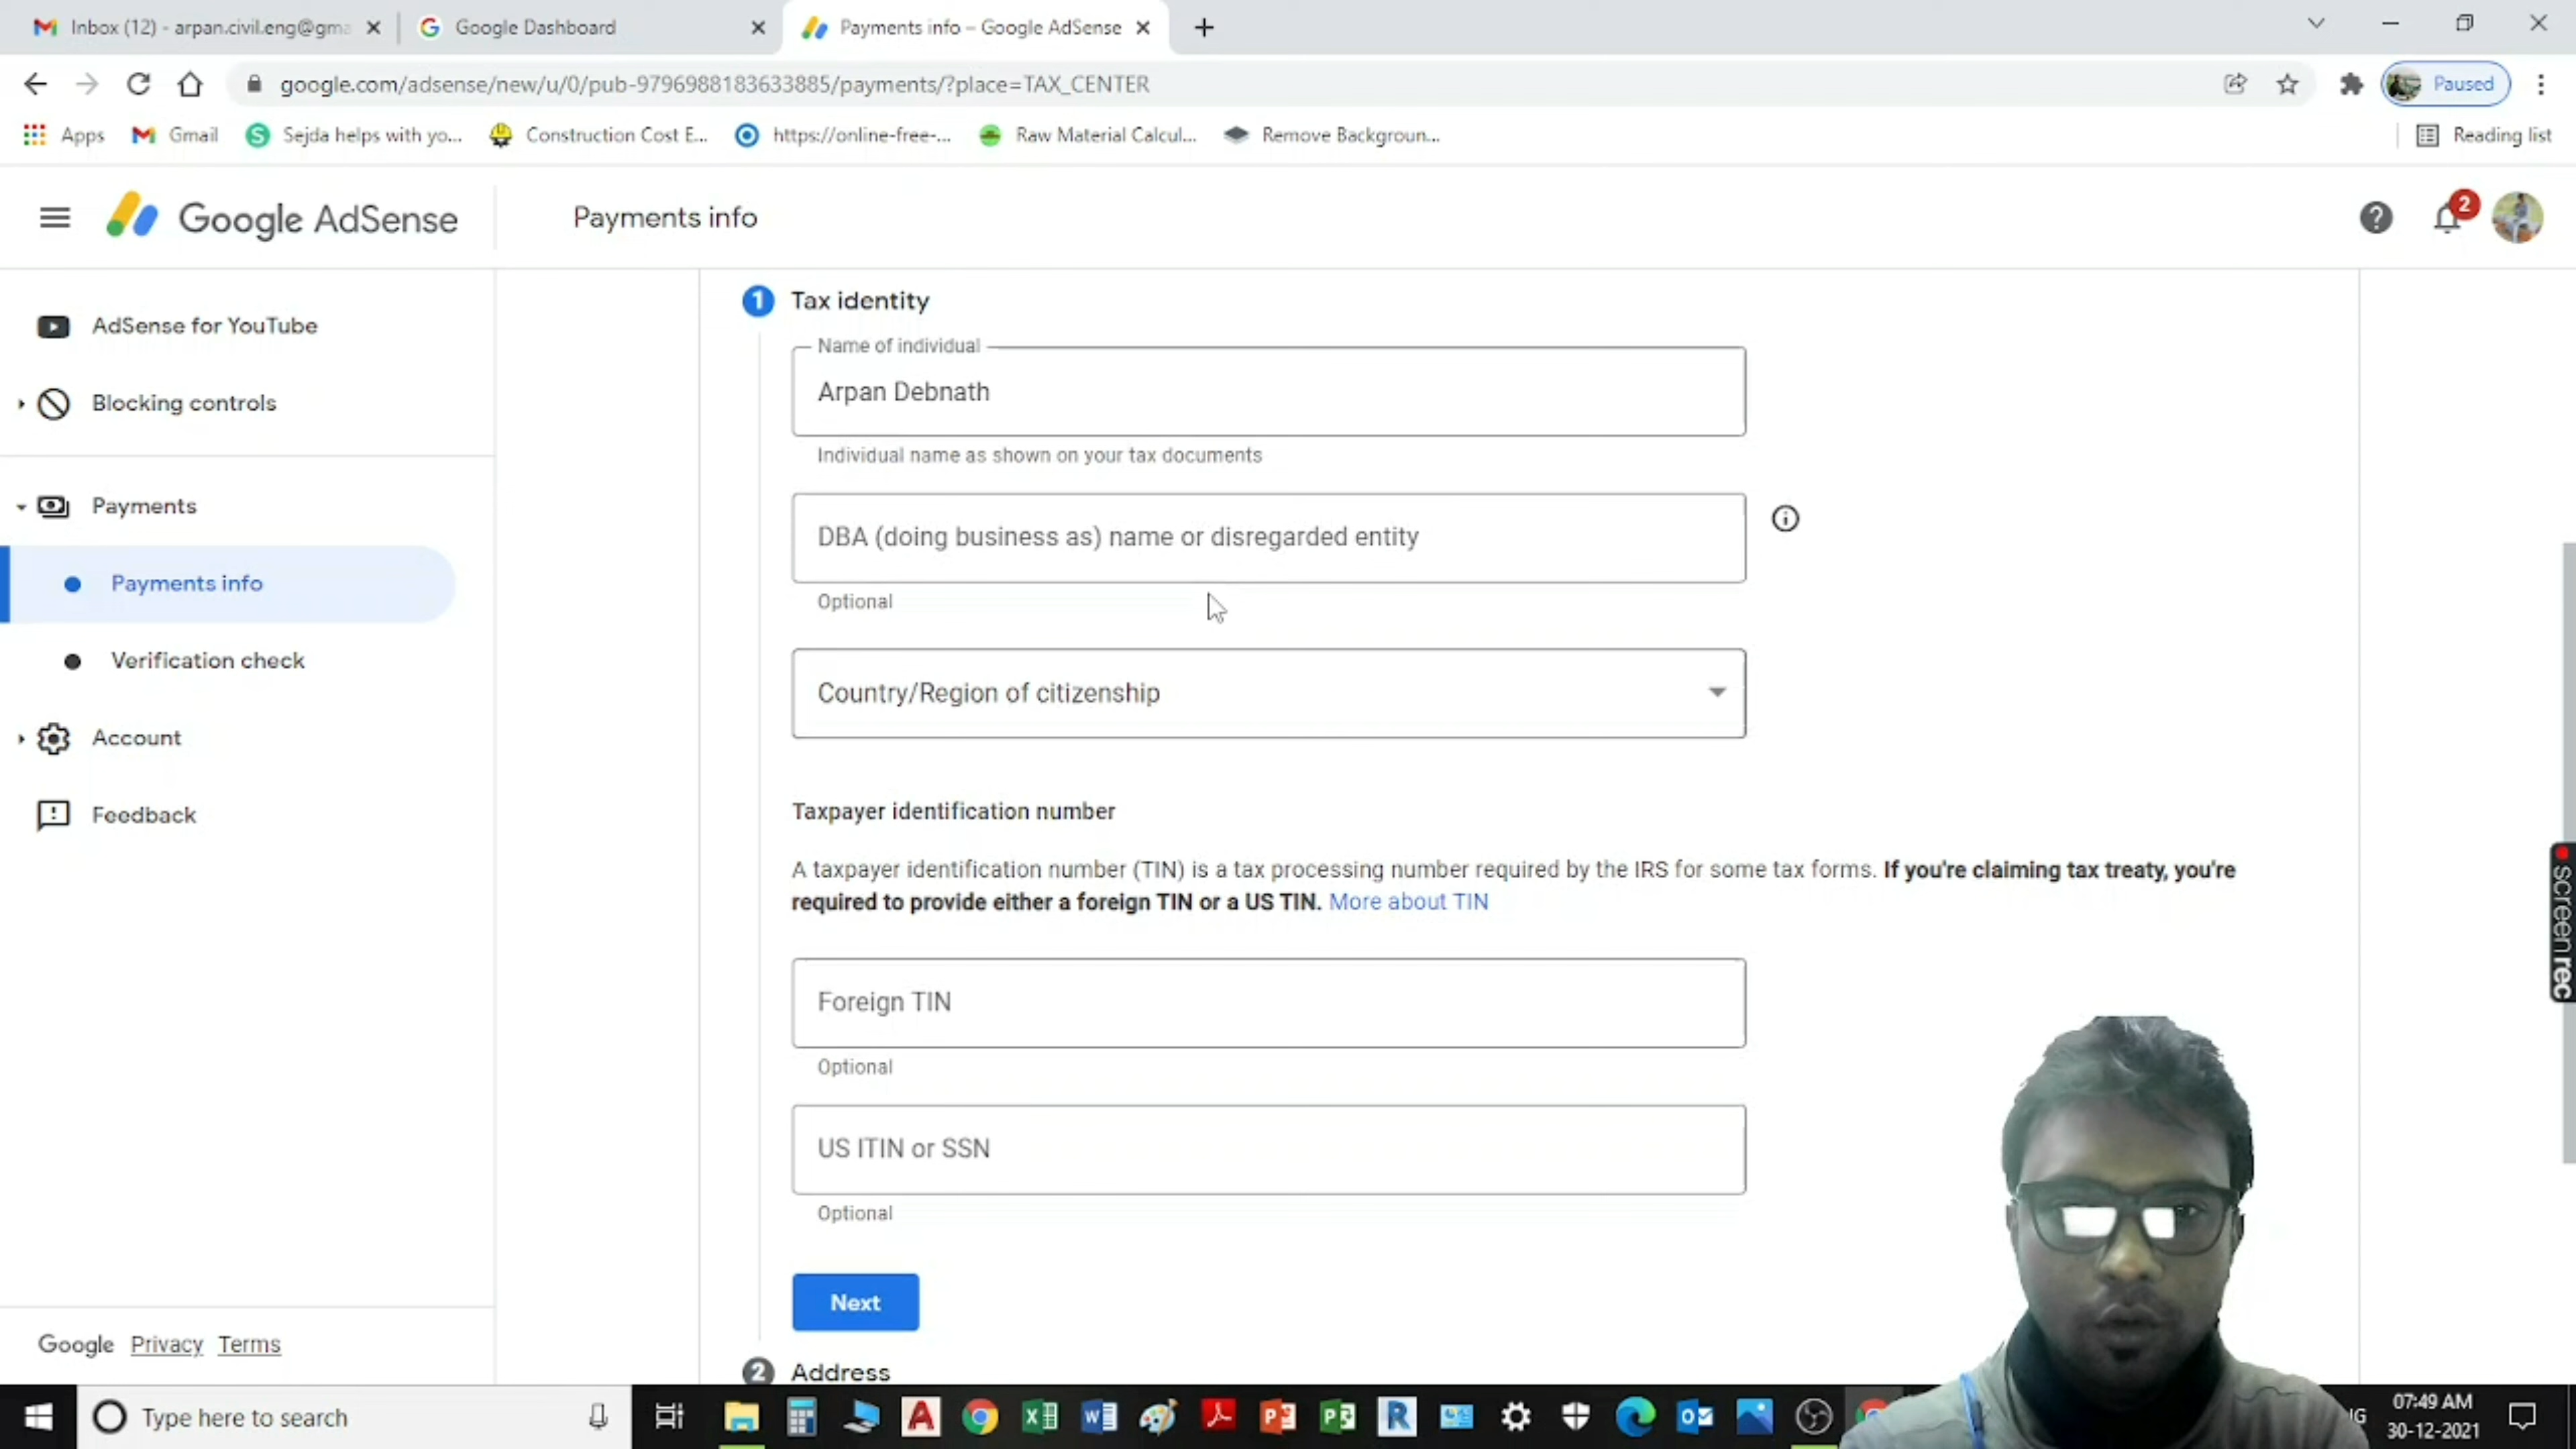 Inbox (12) - arpan.civil.eng@gma
Google Dashboard
Payments info – Google AdSense
google.com/adsense/new/u/0/pub-9796988183633885/payments/?place=TAX_CENTER
Paused
Apps
Gmail
Sejda helps with yo...
Construction Cost E...
https://online-free-...
Raw Material Calcul...
Remove Backgroun...
Reading list
Google AdSense
Payments info
2
AdSense for YouTube
Blocking controls
Payments
Payments info
Verification check
Account
Feedback
Google Privacy Terms
1 Tax identity
Name of individual
Arpan Debnath
Individual name as shown on your tax documents
DBA (doing business as) name or disregarded entity
Optional
Country/Region of citizenship
Taxpayer identification number
A taxpayer identification number (TIN) is a tax processing number required by the IRS for some tax forms. If you're claiming tax treaty, you're
required to provide either a foreign TIN or a US TIN. More about TIN
Foreign TIN
Optional
US ITIN or SSN
Optional
Next
2 Address
screenrec
Type here to search
07:49 AM
30-12-2021